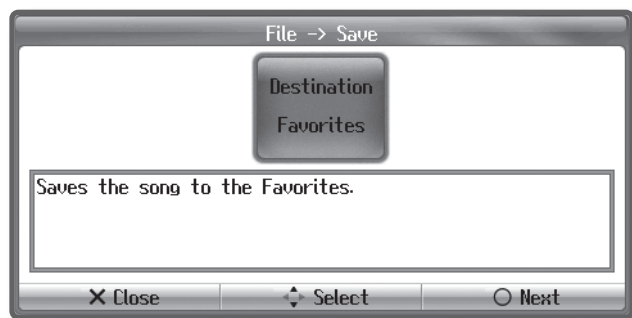 File -> Save
Destination
Favorites
Saves the song to the Favorites.
✕ Close
Select
○ Next